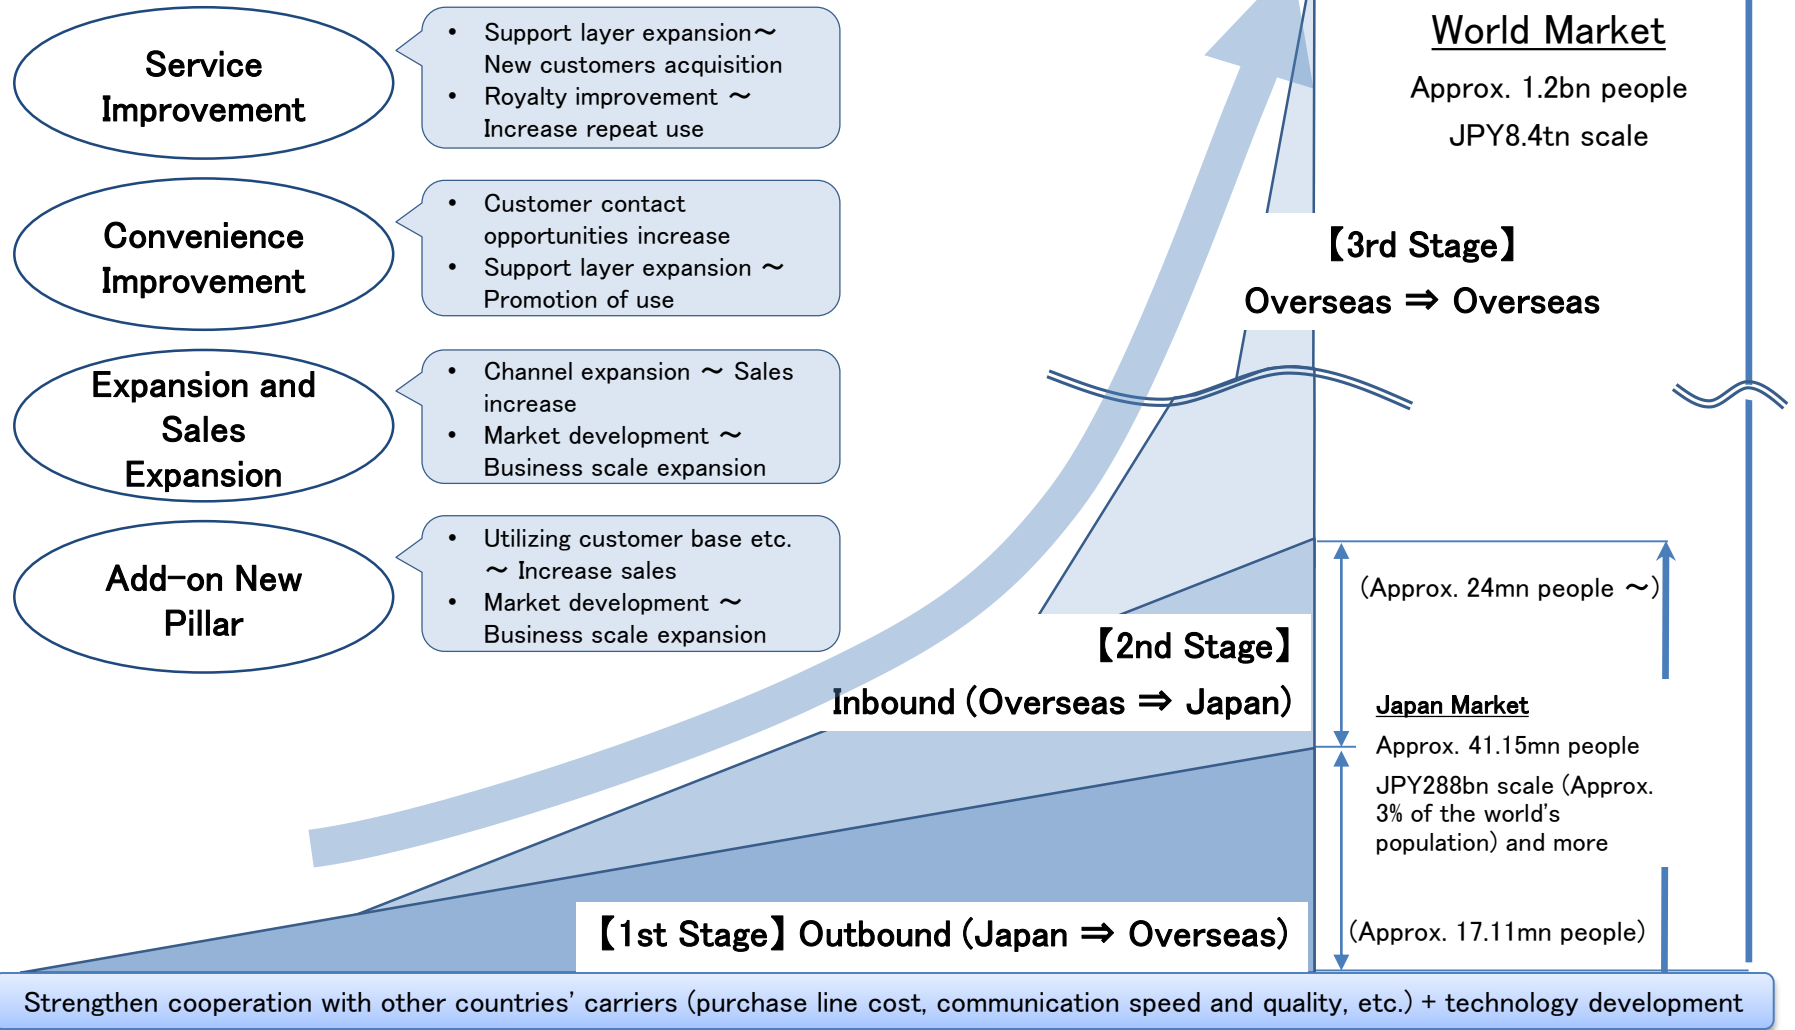 Service
Improvement
• Support layer expansion～
New customers acquisition
• Royalty improvement ～
Increase repeat use
Convenience
Improvement
• Customer contact
opportunities increase
• Support layer expansion ～
Promotion of use
Expansion and
Sales
Expansion
• Channel expansion ～ Sales
increase
• Market development ～
Business scale expansion
Add-on New
Pillar
• Utilizing customer base etc.
～ Increase sales
• Market development ～
Business scale expansion
World Market
Approx. 1.2bn people
JPY8.4tn scale
【3rd Stage】
Overseas ⇒ Overseas
(Approx. 24mn people ～)
【2nd Stage】
Inbound (Overseas ⇒ Japan)
Japan Market
Approx. 41.15mn people
JPY288bn scale (Approx.
3% of the world's
population) and more
【1st Stage】 Outbound (Japan ⇒ Overseas)
(Approx. 17.11mn people)
Strengthen cooperation with other countries' carriers (purchase line cost, communication speed and quality, etc.) + technology development